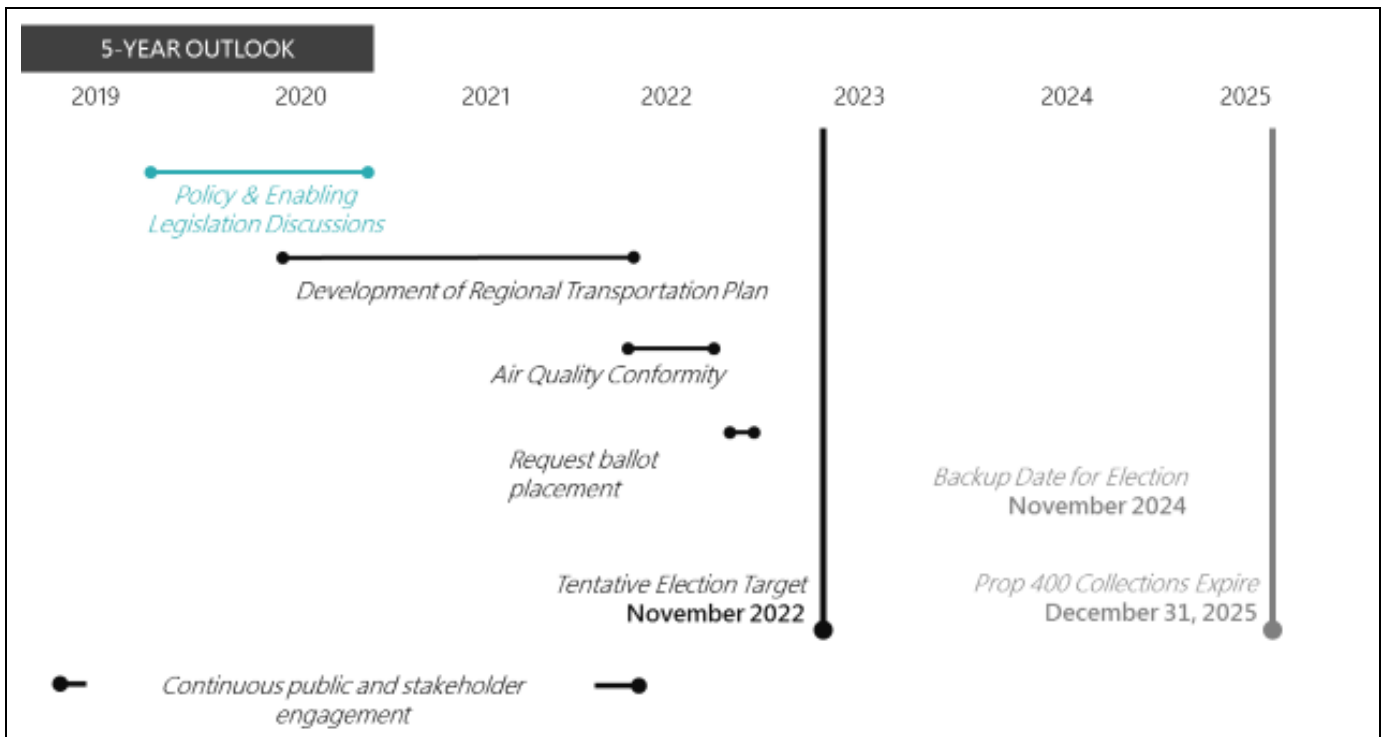 5-YEAR OUTLOOK
2019 2020 2021 2022 2023 2024 2025
Policy & Enabling
Legislation Discussions
Development of Regional Transportation Plan
Air Quality Conformity
Request ballot
placement
Backup Date for Election
November 2024
Tentative Election Target
November 2022
Prop 400 Collections Expire
December 31, 2025
Continuous public and stakeholder
engagement